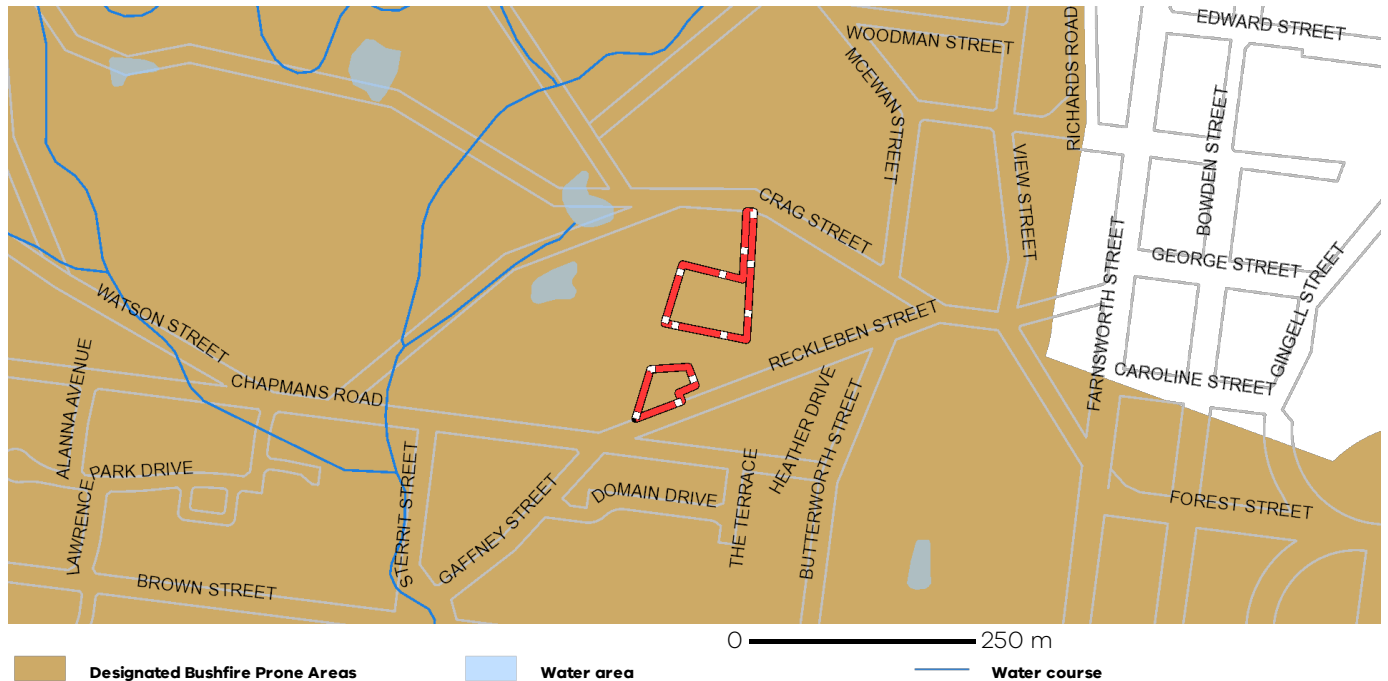 EDWARD STREET
WOODMAN STREET
RICHARDS ROAD
MCEWAN STREET
BOWDEN STREET
VIEW STREET
CRAG STREET
FARNSWORTH STREET
GEORGE STREET
GINGELL STREET
WATSON STREET
RECKLEBEN STREET
ALANNA AVENUE
CHAPMANS ROAD
CAROLINE STREET
HEATHER DRIVE
BUTTERWORTH STREET
PARK DRIVE
LAWRENCE
STERRIT STREET
GAFFNEY STREET
DOMAIN DRIVE
THE TERRACE
FOREST STREET
BROWN STREET
0 250 m
Designated Bushfire Prone Areas Water area Water course